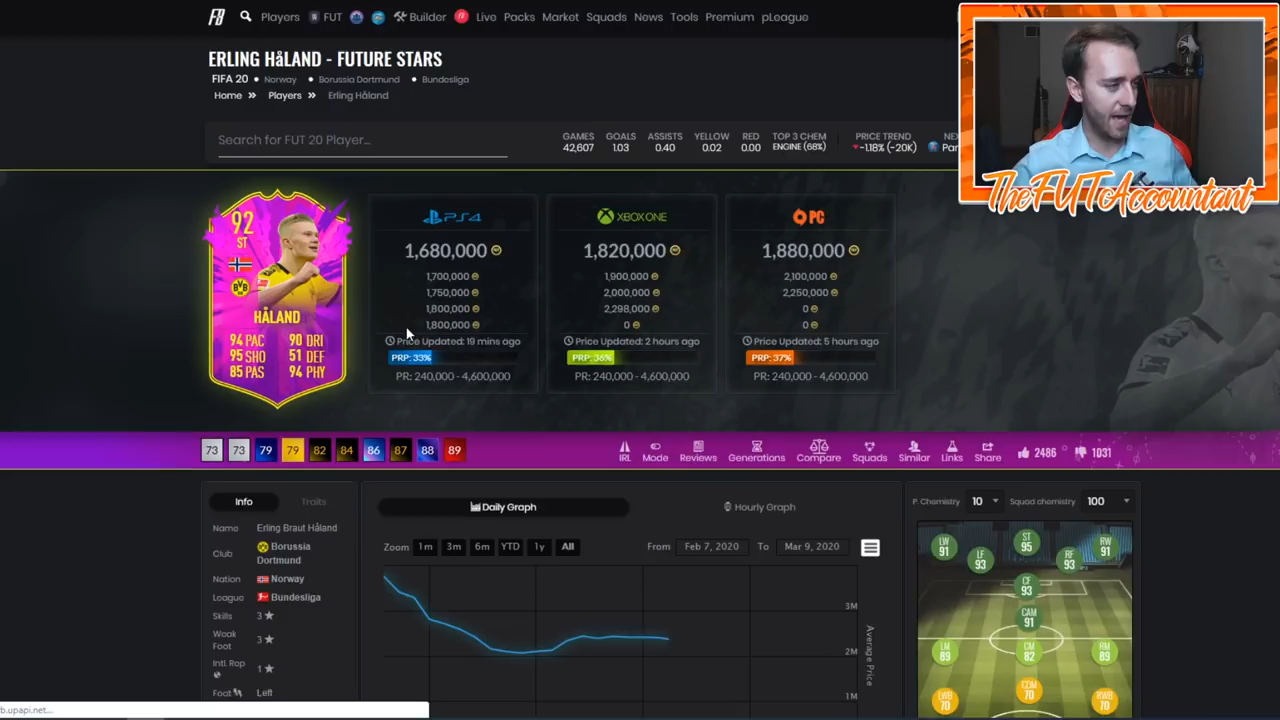 FB Players FUT Builder Live Packs Market Squads News Tools Premium pLeague
ERLING HåLAND - FUTURE STARS
FIFA 20 • Norway • Borussia Dortmund • Bundesliga
Home » Players » Erling Håland
Search for FUT 20 Player...
GAMES GOALS ASSISTS YELLOW RED TOP 3 CHEM PRICE TREND
42,607 1.03 0.40 0.02 0.00 ENGINE (68%) -1.18% (-20K)
TheFUTAccountant
92
ST
BVB
09
HÅLAND
94 PAC 90 DRI
95 SHO 51 DEF
85 PAS 94 PHY
PS4
1,680,000
1,700,000
1,750,000
1,800,000
1,800,000
Price Updated: 19 mins ago
PRP: 33%
PR: 240,000 - 4,600,000
XBOX ONE
1,820,000
1,900,000
2,000,000
2,298,000
0
Price Updated: 2 hours ago
PRP: 36%
PR: 240,000 - 4,600,000
PC
1,880,000
2,100,000
2,250,000
0
0
Price Updated: 5 hours ago
PRP: 37%
PR: 240,000 - 4,600,000
73 73 79 79 82 84 86 87 88 89
IRL Mode Reviews Generations Compare Squads Similar Links Share 2486 1031
Info Traits
Name Erling Braut Håland
Club Borussia
Dortmund
Nation Norway
League Bundesliga
Skills 3
Weak
Foot 3
Intl. Rep 1
Foot Left
Daily Graph Hourly Graph
Zoom 1m 3m 6m YTD 1y All From Feb 7, 2020 To Mar 9, 2020
3M
2M
1M
Average Price
P. Chemistry 10 Squad chemistry 100
LW
91
LF
93
ST
95
RF
93
RW
91
CF
93
CAM
91
LM
89
CM
82
RM
89
LWB
70
CDM
70
RWB
70
b.upapi.net...